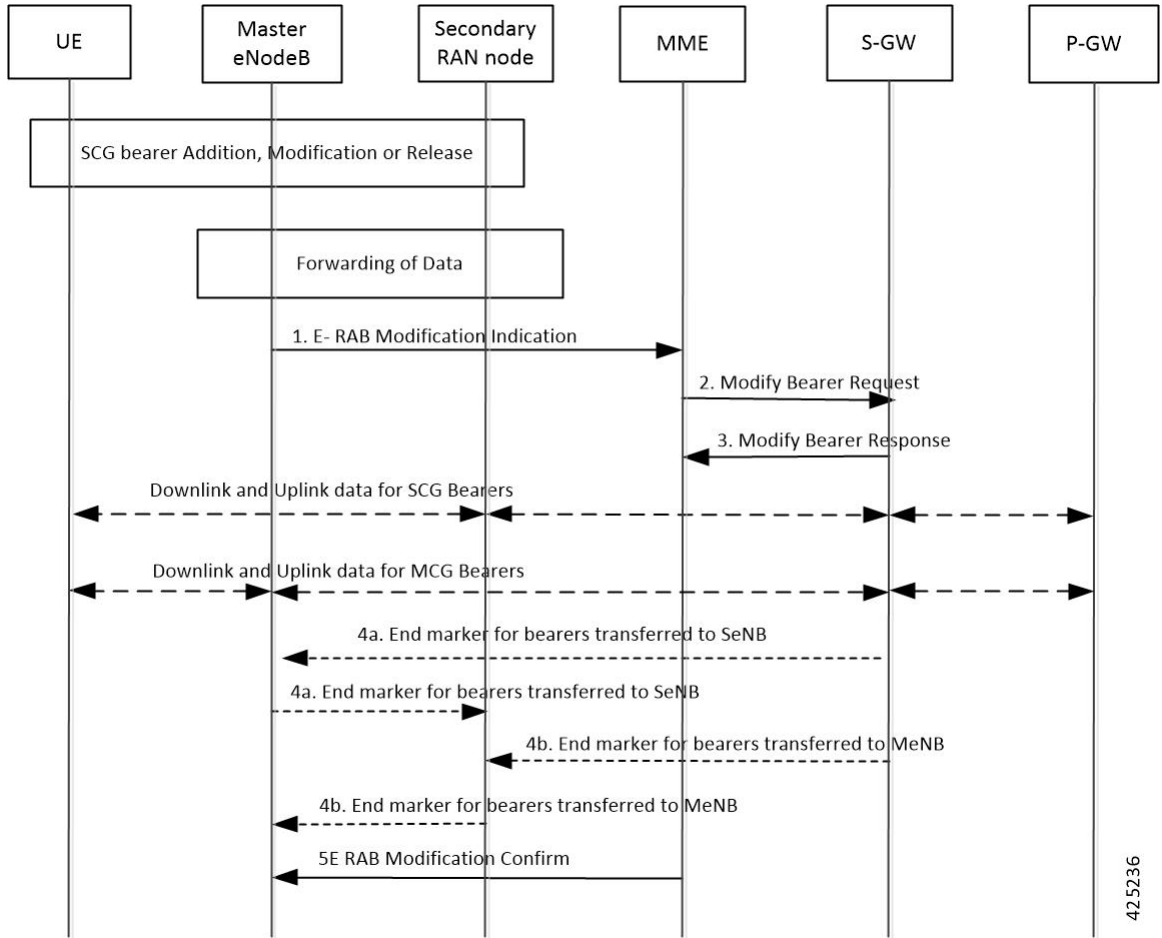 UE
Master
eNodeB
Secondary
RAN node
MME
S-GW
P-GW
SCG bearer Addition, Modification or Release
Forwarding of Data
1. E- RAB Modification Indication
2. Modify Bearer Request
3. Modify Bearer Response
Downlink and Uplink data for SCG Bearers
Downlink and Uplink data for MCG Bearers
4a. End marker for bearers transferred to SeNB
4a. End marker for bearers transferred to SeNB
4b. End marker for bearers transferred to MeNB
4b. End marker for bearers transferred to MeNB
5E RAB Modification Confirm
425236